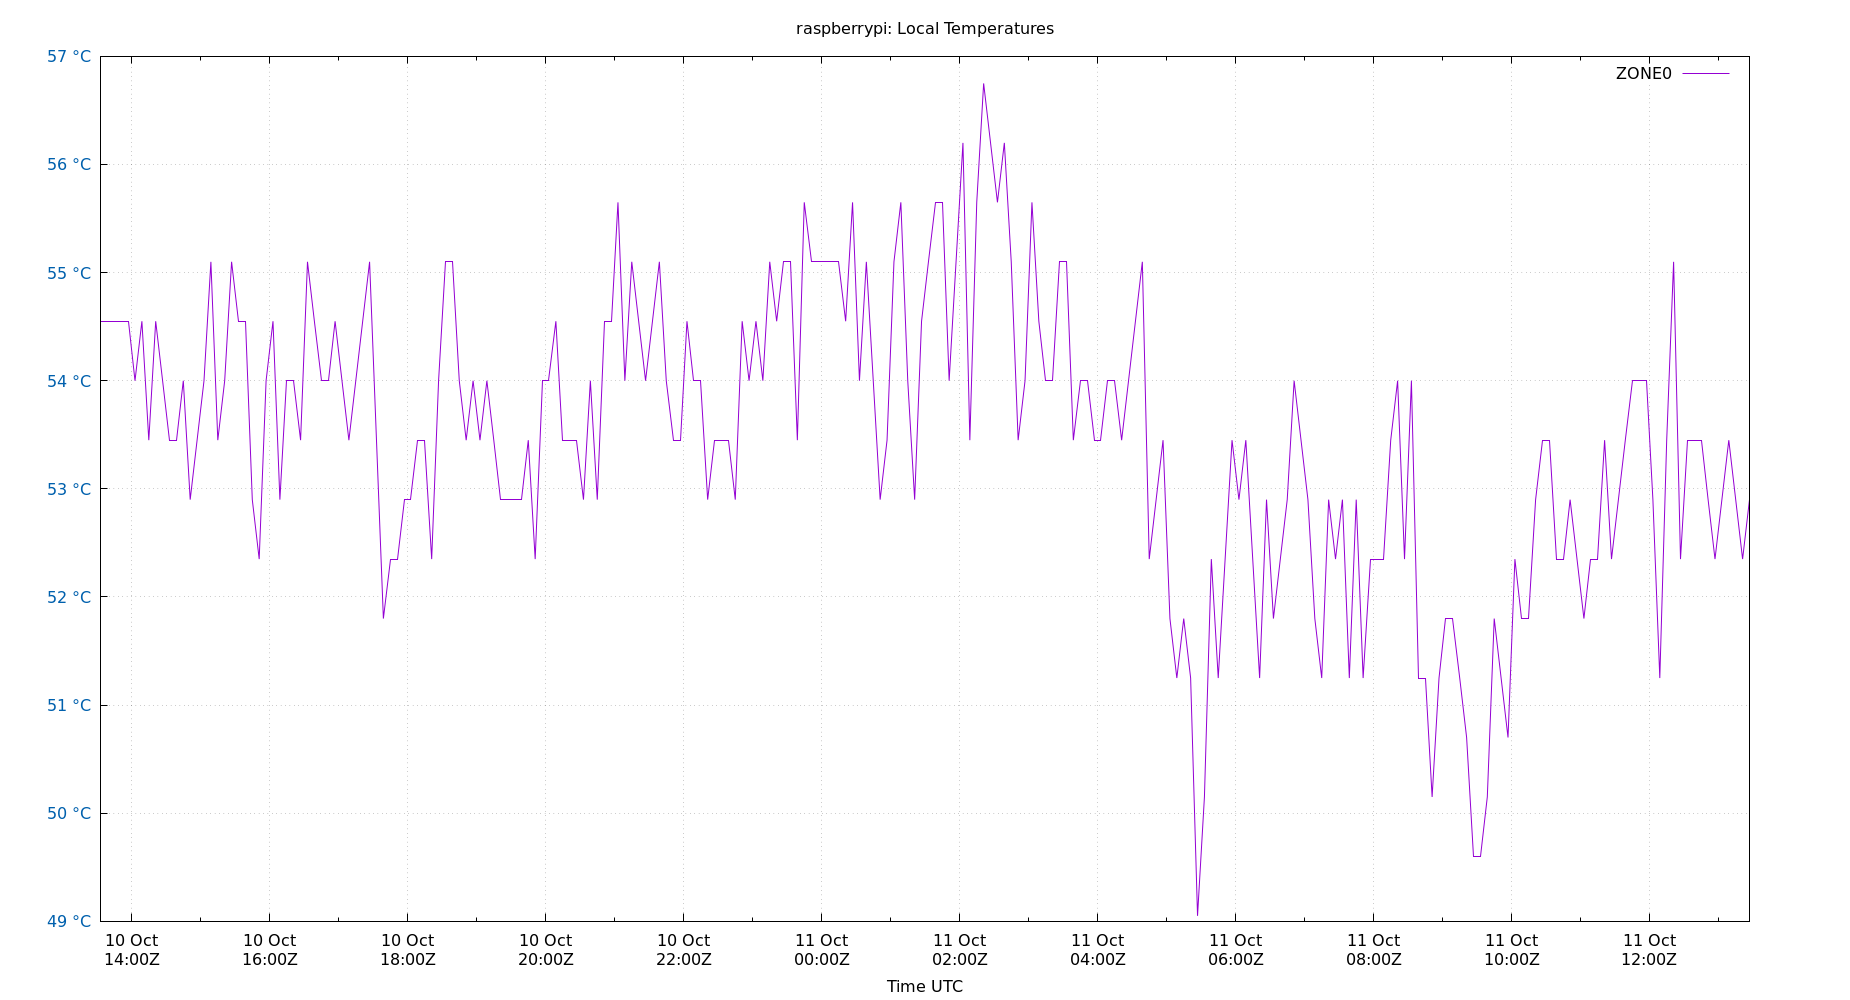 raspberrypi: Local Temperatures
57 °C
ZONE0
56 °C
55 °C
54 °C
53 °C
52 °C
51 °C
50 °C
49 °C
10 Oct 10 Oct 10 Oct 10 Oct 10 Oct 11 Oct 11 Oct 11 Oct 11 Oct 11 Oct 11 Oct 11 Oct
14:00Z 16:00Z 18:00Z 20:00Z 22:00Z 00:00Z 02:00Z 04:00Z 06:00Z 08:00Z 10:00Z 12:00Z
Time UTC